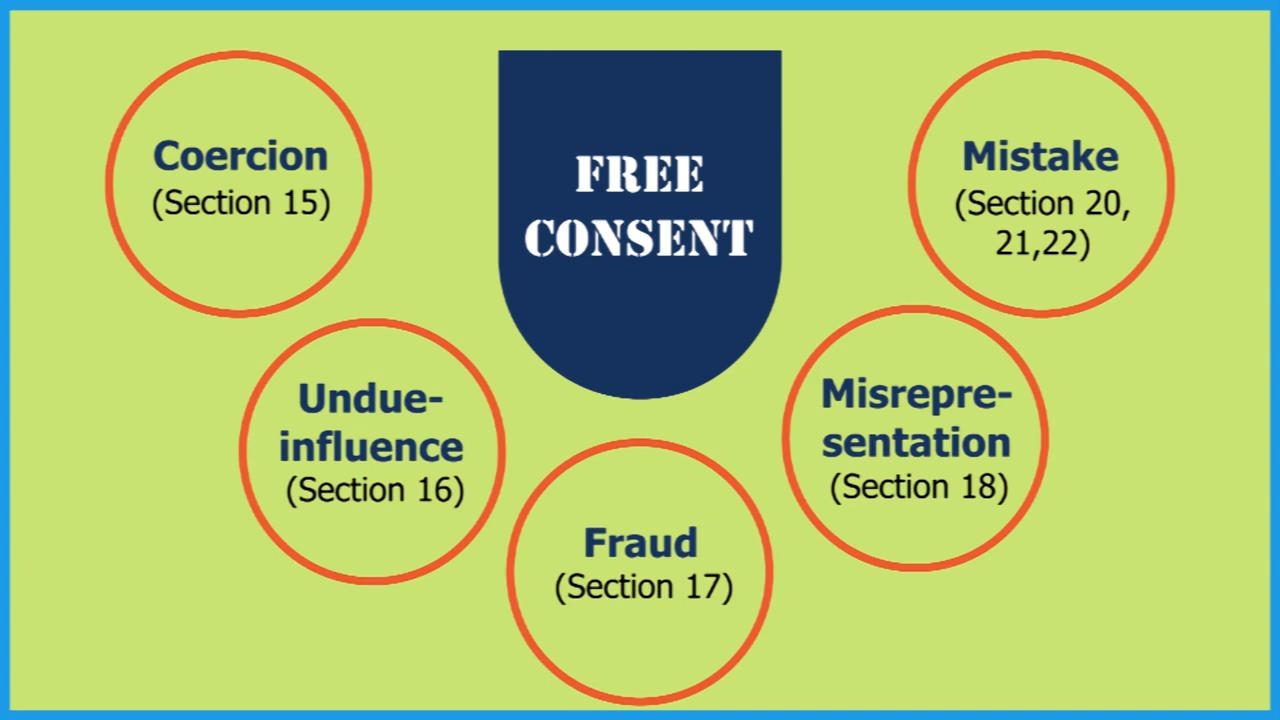 FREE
CONSENT
Coercion
(Section 15)
Undue-
influence
(Section 16)
Fraud
(Section 17)
Misrepre-
sentation
(Section 18)
Mistake
(Section 20,
21,22)